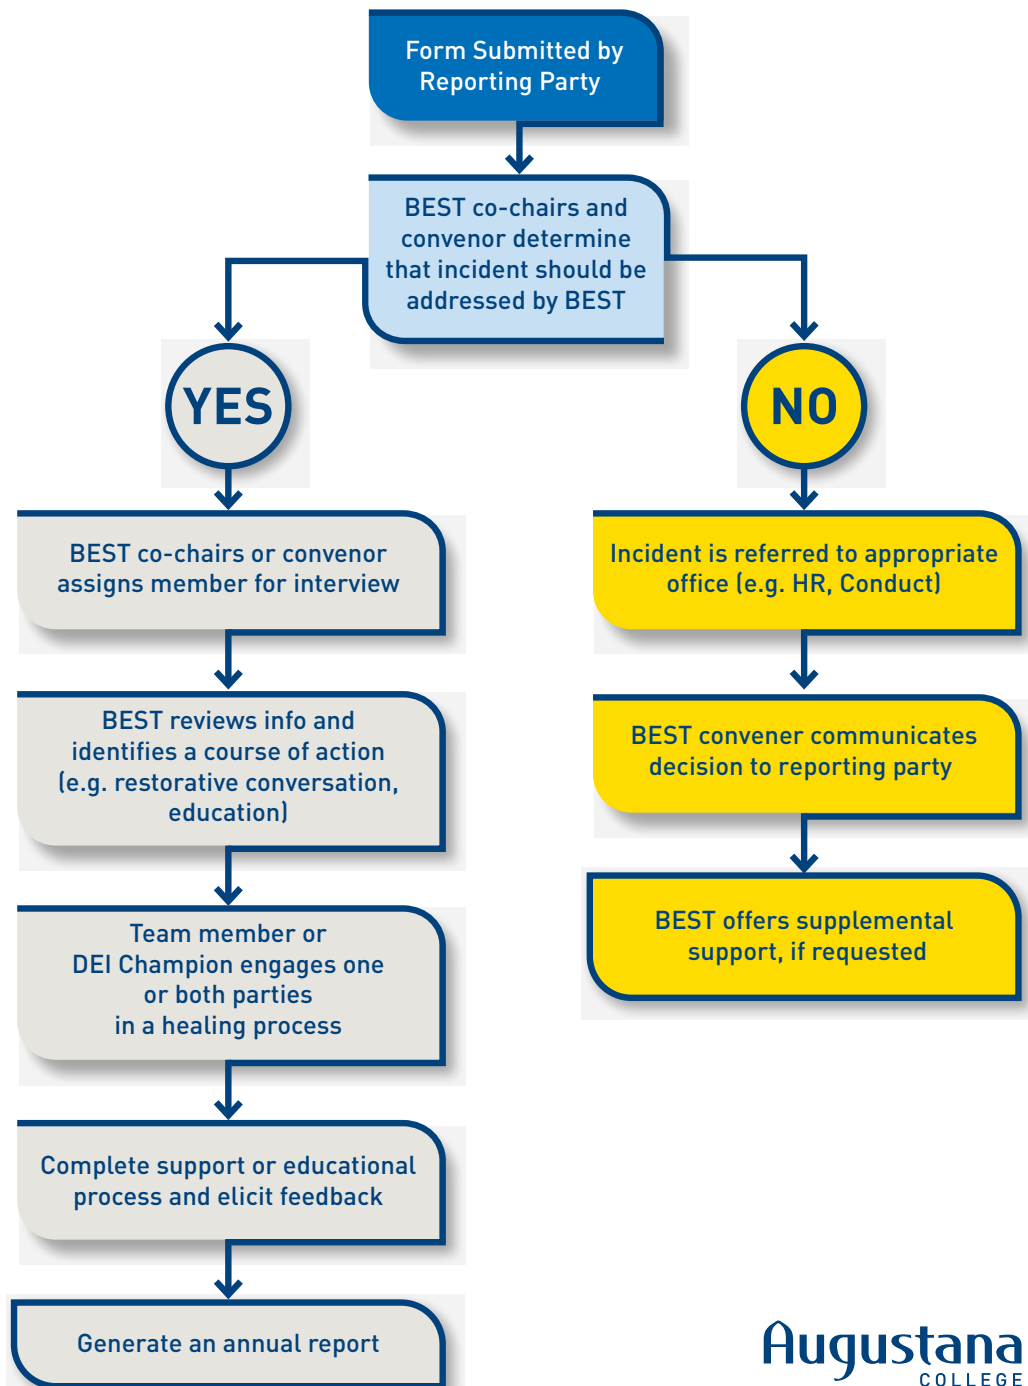 Form Submitted by
Reporting Party
BEST co-chairs and
convenor determine
that incident should be
addressed by BEST
YES
NO
BEST co-chairs or convenor
assigns member for interview
BEST reviews info and
identifies a course of action
(e.g. restorative conversation,
education)
Team member or
DEI Champion engages one
or both parties
in a healing process
Complete support or educational
process and elicit feedback
Generate an annual report
Incident is referred to appropriate
office (e.g. HR, Conduct)
BEST convener communicates
decision to reporting party
BEST offers supplemental
support, if requested
Augustana
COLLEGE